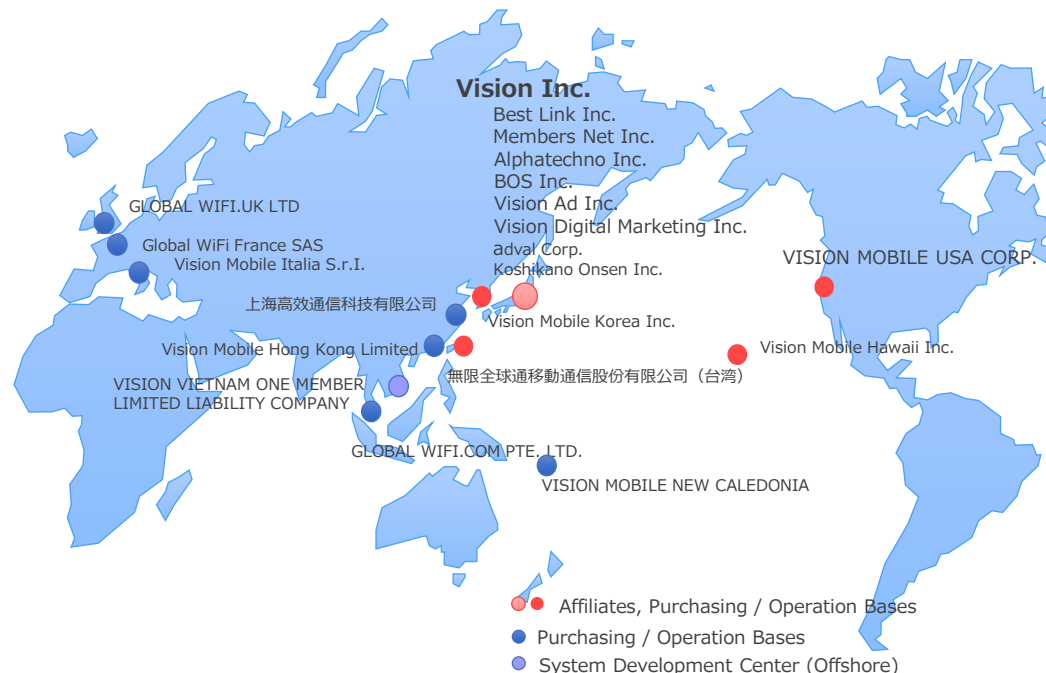 Vision Inc.
Best Link Inc.
Members Net Inc.
Alphatechno Inc.
BOS Inc.
Vision Ad Inc.
Vision Digital Marketing Inc.
adval Corp.
Koshikano Onsen Inc.
GLOBAL WIFI.UK LTD
Global WiFi France SAS
Vision Mobile Italia S.r.I.
VISION MOBILE USA CORP.
上海高效通信科技有限公司
Vision Mobile Korea Inc.
Vision Mobile Hong Kong Limited
Vision Mobile Hawaii Inc.
無限全球通移動通信股份有限公司（台湾）
VISION VIETNAM ONE MEMBER
LIMITED LIABILITY COMPANY
GLOBAL WIFI.COM PTE. LTD.
VISION MOBILE NEW CALEDONIA
Affiliates, Purchasing / Operation Bases
Purchasing / Operation Bases
System Development Center (Offshore)